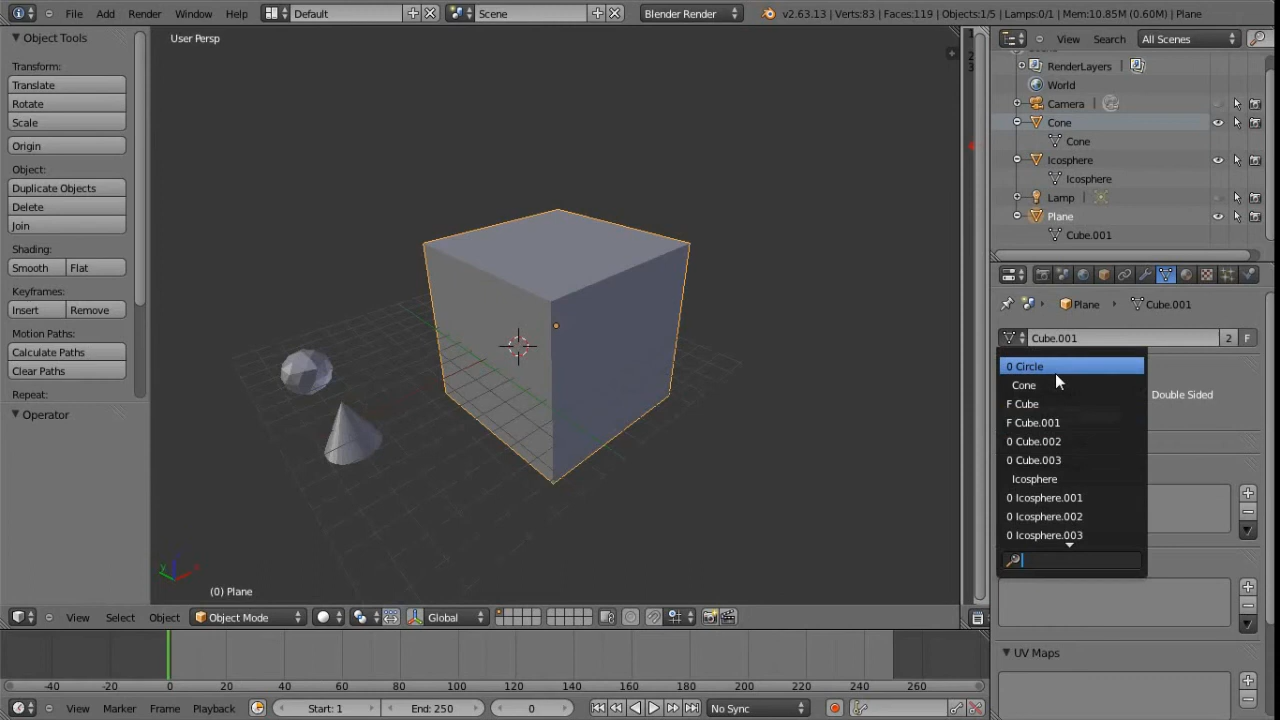 File Add Render Window Help Default Scene Blender Render v2.63.13 | Verts:83 | Faces:119 | Objects:1/5 | Lamps:0/1 | Mem:10.85M (0.60M) | Plane
Object Tools
Transform:
Translate
Rotate
Scale
Origin
Object:
Duplicate Objects
Delete
Join
Shading:
Smooth Flat
Keyframes:
Insert Remove
Motion Paths:
Calculate Paths
Clear Paths
Repeat:
Operator
User Persp
(0) Plane
View Search All Scenes
RenderLayers
World
Camera
Cone
Cone
Icosphere
Icosphere
Lamp
Plane
Cube.001
Plane Cube.001
Cube.001 2 F
0 Circle
Cone
F Cube
F Cube.001
0 Cube.002
0 Cube.003
Icosphere
0 Icosphere.001
0 Icosphere.002
0 Icosphere.003
Double Sided
UV Maps
View Select Object Object Mode Global
-40 -20 0 20 40 60 80 100 120 140 160 180 200 220 240 260
View Marker Frame Playback Start: 1 End: 250 0 No Sync